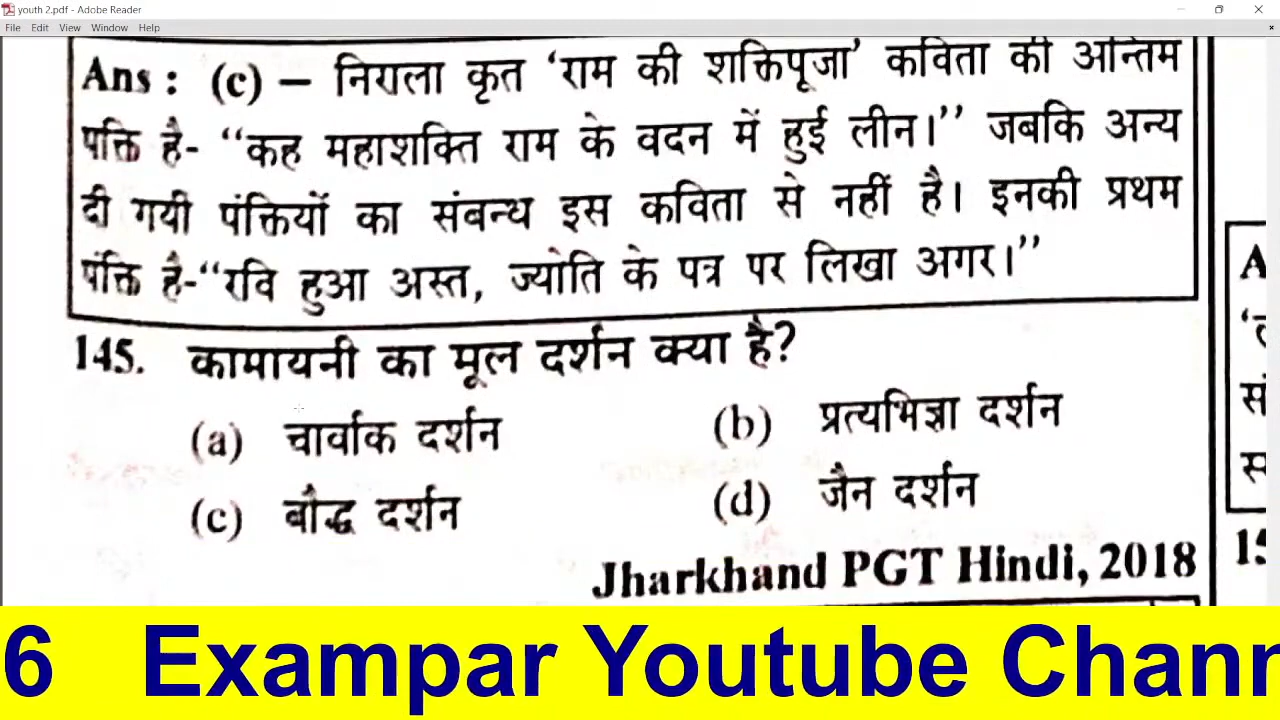 youth 2.pdf - Adobe Reader
File Edit View Window Help
Ans : (c) – निराला कृत ‘राम की शक्तिपूजा’ कविता की अन्तिम
पक्ति है- “कह महाशक्ति राम के वदन में हुई लीन।” जबकि अन्य
दी गयी पंक्तियों का संबन्ध इस कविता से नहीं है। इनकी प्रथम
पंक्ति है-“रवि हुआ अस्त, ज्योति के पत्र पर लिखा अगर।”
145. कामायनी का मूल दर्शन क्या है?
(a) चार्वाक दर्शन (b) प्रत्यभिज्ञा दर्शन
(c) बौद्ध दर्शन (d) जैन दर्शन
Jharkhand PGT Hindi, 2018
6 Exampar Youtube Chann